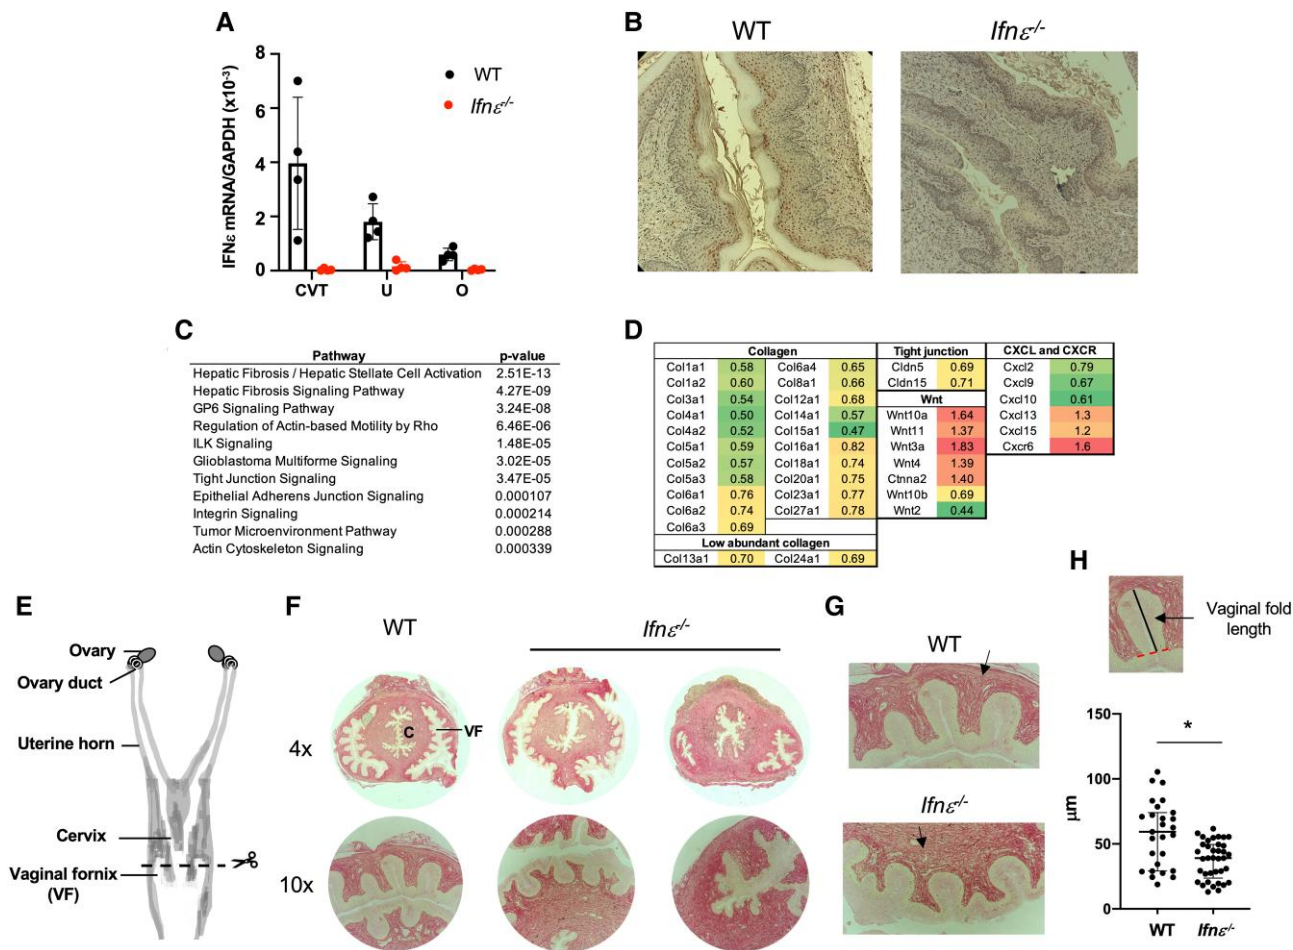 A
8
6
4
2
0
IFNε mRNA/GAPDH (x10⁻³)
WT
Ifnε⁻/⁻
CVT U O
B
WT Ifnε⁻/⁻
C
Pathway p-value
Hepatic Fibrosis / Hepatic Stellate Cell Activation 2.51E-13
Hepatic Fibrosis Signaling Pathway 4.27E-09
GP6 Signaling Pathway 3.24E-08
Regulation of Actin-based Motility by Rho 6.46E-06
ILK Signaling 1.48E-05
Glioblastoma Multiforme Signaling 3.02E-05
Tight Junction Signaling 3.47E-05
Epithelial Adherens Junction Signaling 0.000107
Integrin Signaling 0.000214
Tumor Microenvironment Pathway 0.000288
Actin Cytoskeleton Signaling 0.000339
D
Collagen
Col1a1 0.58 Col6a4 0.65
Col1a2 0.60 Col8a1 0.66
Col3a1 0.54 Col12a1 0.68
Col4a1 0.50 Col14a1 0.57
Col4a2 0.52 Col15a1 0.47
Col5a1 0.59 Col16a1 0.82
Col5a2 0.57 Col18a1 0.74
Col5a3 0.58 Col20a1 0.75
Col6a1 0.76 Col23a1 0.77
Col6a2 0.74 Col27a1 0.78
Col6a3 0.69
Low abundant collagen
Col13a1 0.70 Col24a1 0.69
Tight junction
Cldn5 0.69
Cldn15 0.71
Wnt
Wnt10a 1.64
Wnt11 1.37
Wnt3a 1.83
Wnt4 1.39
Ctnna2 1.40
Wnt10b 0.69
Wnt2 0.44
CXCL and CXCR
Cxcl2 0.79
Cxcl9 0.67
Cxcl10 0.61
Cxcl13 1.3
Cxcl15 1.2
Cxcr6 1.6
E
Ovary
Ovary duct
Uterine horn
Cervix
Vaginal fornix
(VF)
F
WT Ifnε⁻/⁻
4x
C
VF
10x
G
WT
Ifnε⁻/⁻
H
Vaginal fold
length
150
100
50
0
μm
*
WT Ifnε⁻/⁻